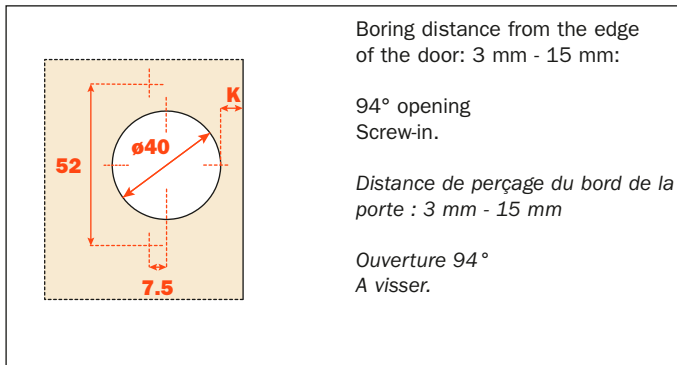 K
ø40
52
7.5
Boring distance from the edge
of the door: 3 mm - 15 mm:
94° opening
Screw-in.
Distance de perçage du bord de la
porte : 3 mm - 15 mm
Ouverture 94°
A visser.